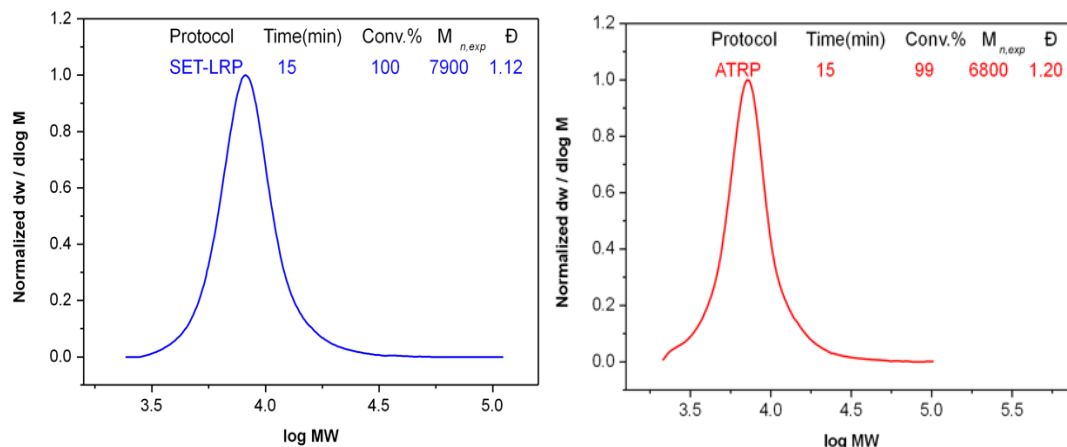 Protocol Time(min) Conv.% M n,exp Đ
SET-LRP 15 100 7900 1.12
1.2
1.0
0.8
0.6
0.4
0.2
0.0
Normalized dw / dlog M
3.5 4.0 4.5 5.0
log MW
Protocol Time(min) Conv.% M n,exp Đ
ATRP 15 99 6800 1.20
1.2
1.0
0.8
0.6
0.4
0.2
0.0
Normalized dw / dlog M
3.5 4.0 4.5 5.0 5.5
log MW